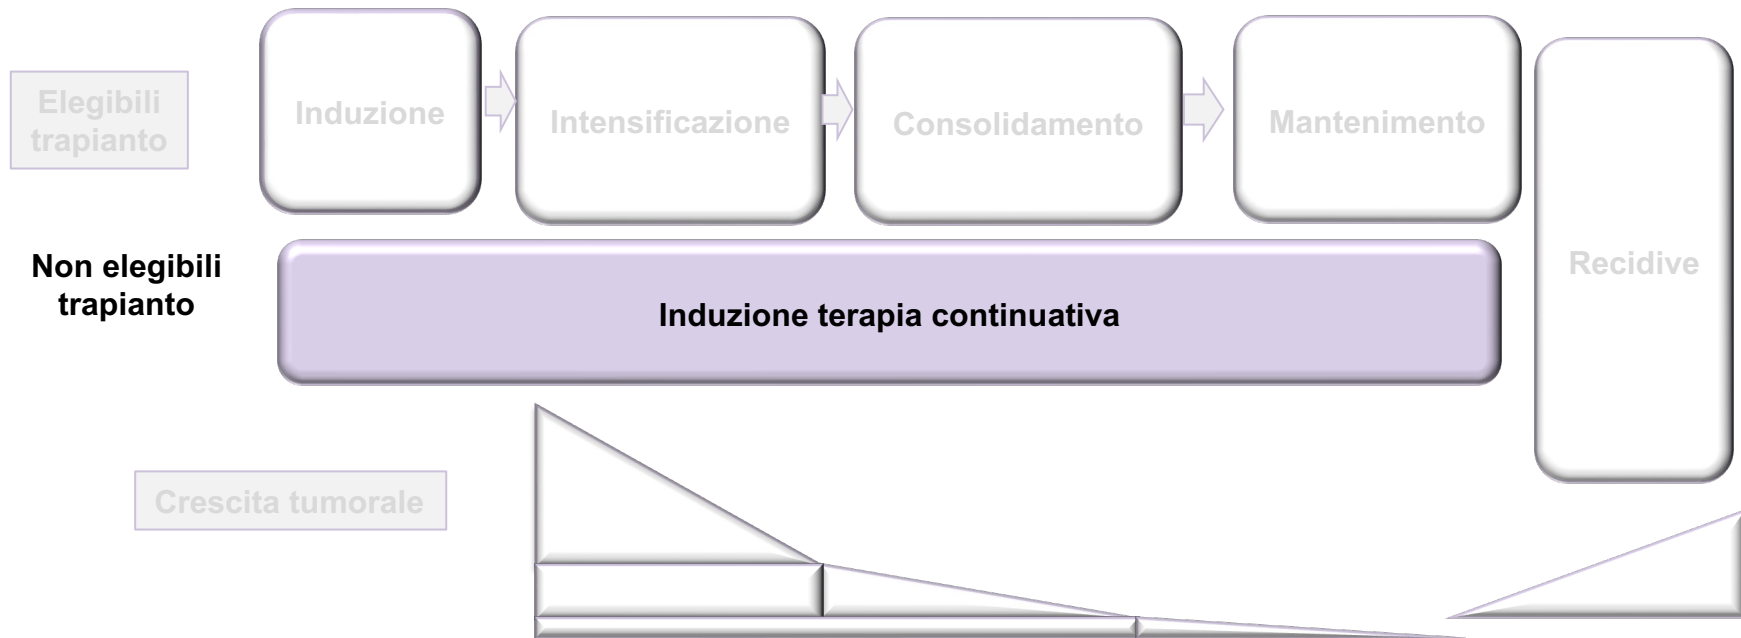 Elegibili
trapianto
Induzione
Intensificazione
Consolidamento
Mantenimento
Non elegibili
trapianto
Induzione terapia continuativa
Recidive
Crescita tumorale